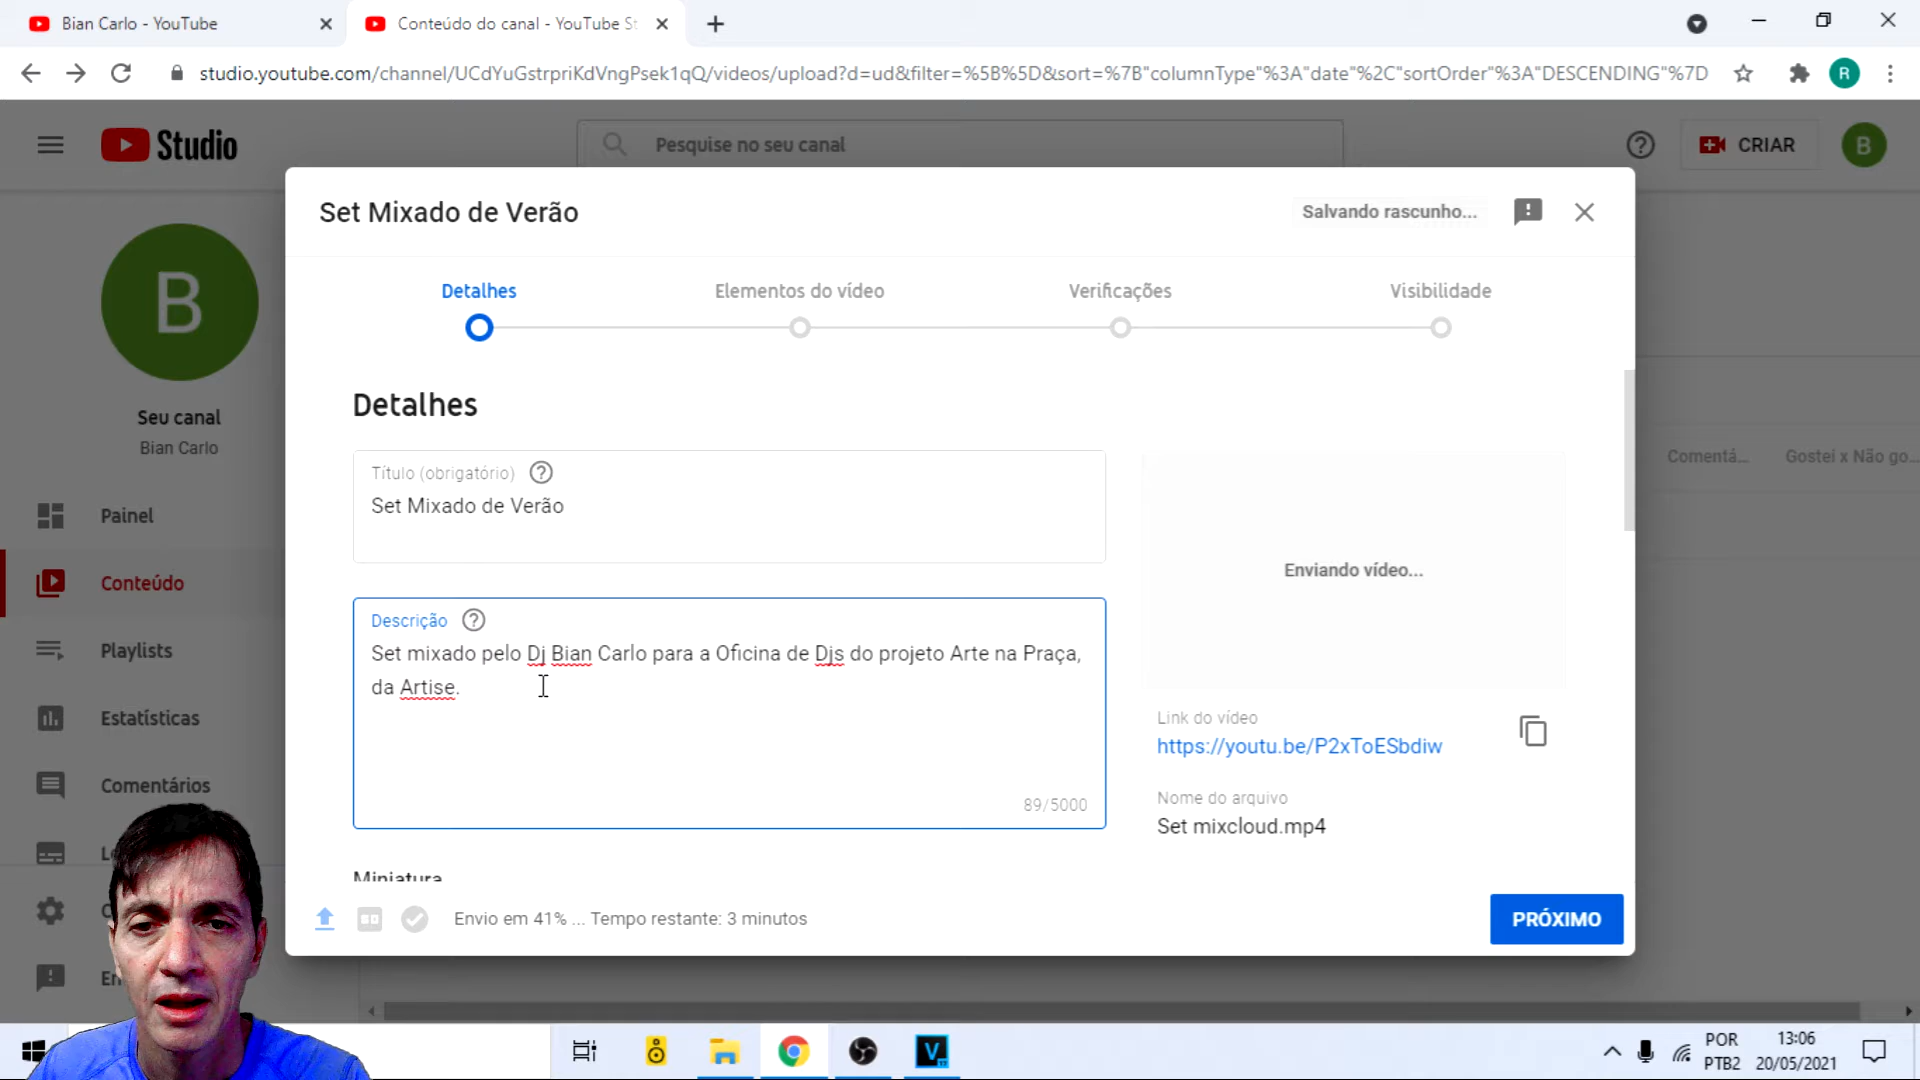 Bian Carlo - YouTube
Conteúdo do canal - YouTube St
studio.youtube.com/channel/UCdYuGstrpriKdVngPsek1qQ/videos/upload?d=ud&filter=%5B%5D&sort=%7B"columnType"%3A"date"%2C"sortOrder"%3A"DESCENDING"%7D
R
Studio
Pesquise no seu canal
CRIAR
B
Set Mixado de Verão
Salvando rascunho...
Detalhes
Elementos do vídeo
Verificações
Visibilidade
B
Seu canal
Bian Carlo
Painel
Conteúdo
Playlists
Estatísticas
Comentários
Detalhes
Título (obrigatório)
Set Mixado de Verão
Descrição
Set mixado pelo Dj Bian Carlo para a Oficina de Djs do projeto Arte na Praça,
da Artise.
89/5000
Miniatura
Enviando vídeo...
Link do vídeo
https://youtu.be/P2xToESbdiw
Nome do arquivo
Set mixcloud.mp4
Comentá...
Gostei x Não go...
Envio em 41% ... Tempo restante: 3 minutos
PRÓXIMO
V
POR
PTB2
13:06
20/05/2021